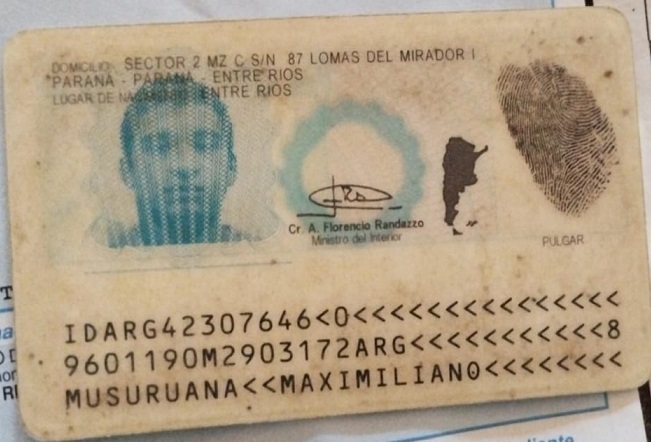 DOMICILIO: SECTOR 2 MZ C S/N 87 LOMAS DEL MIRADOR I
PARANA - PARANA - ENTRE RIOS
LUGAR DE NACIMIENTO: ENTRE RIOS
Cr. A. Florencio Randazzo
Ministro del Interior
PULGAR
IDARG42307646<0<<<<<<<<<<<<<<<
9601190M2903172ARG<<<<<<<<<<<8
MUSURUANA<<MAXIMILIANO<<<<<<<<